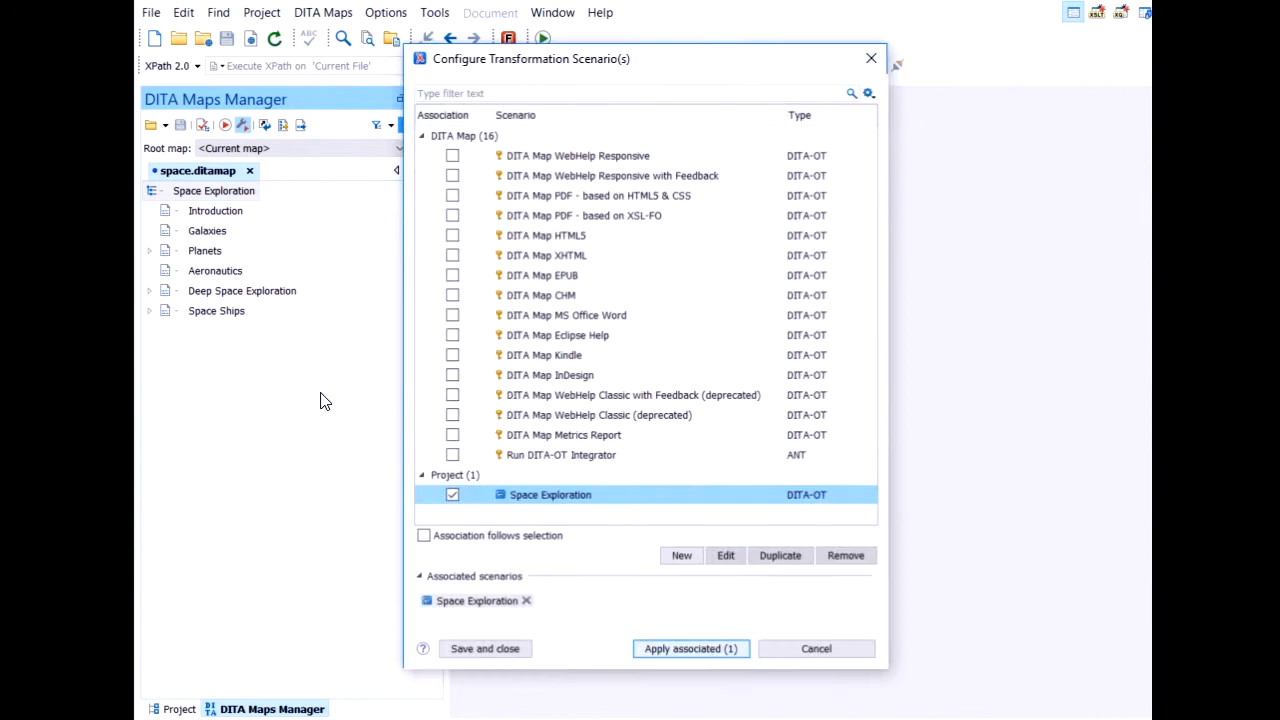 File Edit Find Project DITA Maps Options Tools Document Window Help
ABC
F
XSLT
XQ
XPath 2.0
Execute XPath on 'Current File'
DITA Maps Manager
Root map: <Current map>
space.ditamap
Space Exploration
Introduction
Galaxies
Planets
Aeronautics
Deep Space Exploration
Space Ships
Project
DITA Maps Manager
Configure Transformation Scenario(s)
Type filter text
Association Scenario Type
DITA Map (16)
DITA Map WebHelp Responsive DITA-OT
DITA Map WebHelp Responsive with Feedback DITA-OT
DITA Map PDF - based on HTML5 & CSS DITA-OT
DITA Map PDF - based on XSL-FO DITA-OT
DITA Map HTML5 DITA-OT
DITA Map XHTML DITA-OT
DITA Map EPUB DITA-OT
DITA Map CHM DITA-OT
DITA Map MS Office Word DITA-OT
DITA Map Eclipse Help DITA-OT
DITA Map Kindle DITA-OT
DITA Map InDesign DITA-OT
DITA Map WebHelp Classic with Feedback (deprecated) DITA-OT
DITA Map WebHelp Classic (deprecated) DITA-OT
DITA Map Metrics Report DITA-OT
Run DITA-OT Integrator ANT
Project (1)
Space Exploration DITA-OT
Association follows selection
New Edit Duplicate Remove
Associated scenarios
Space Exploration
? Save and close Apply associated (1) Cancel